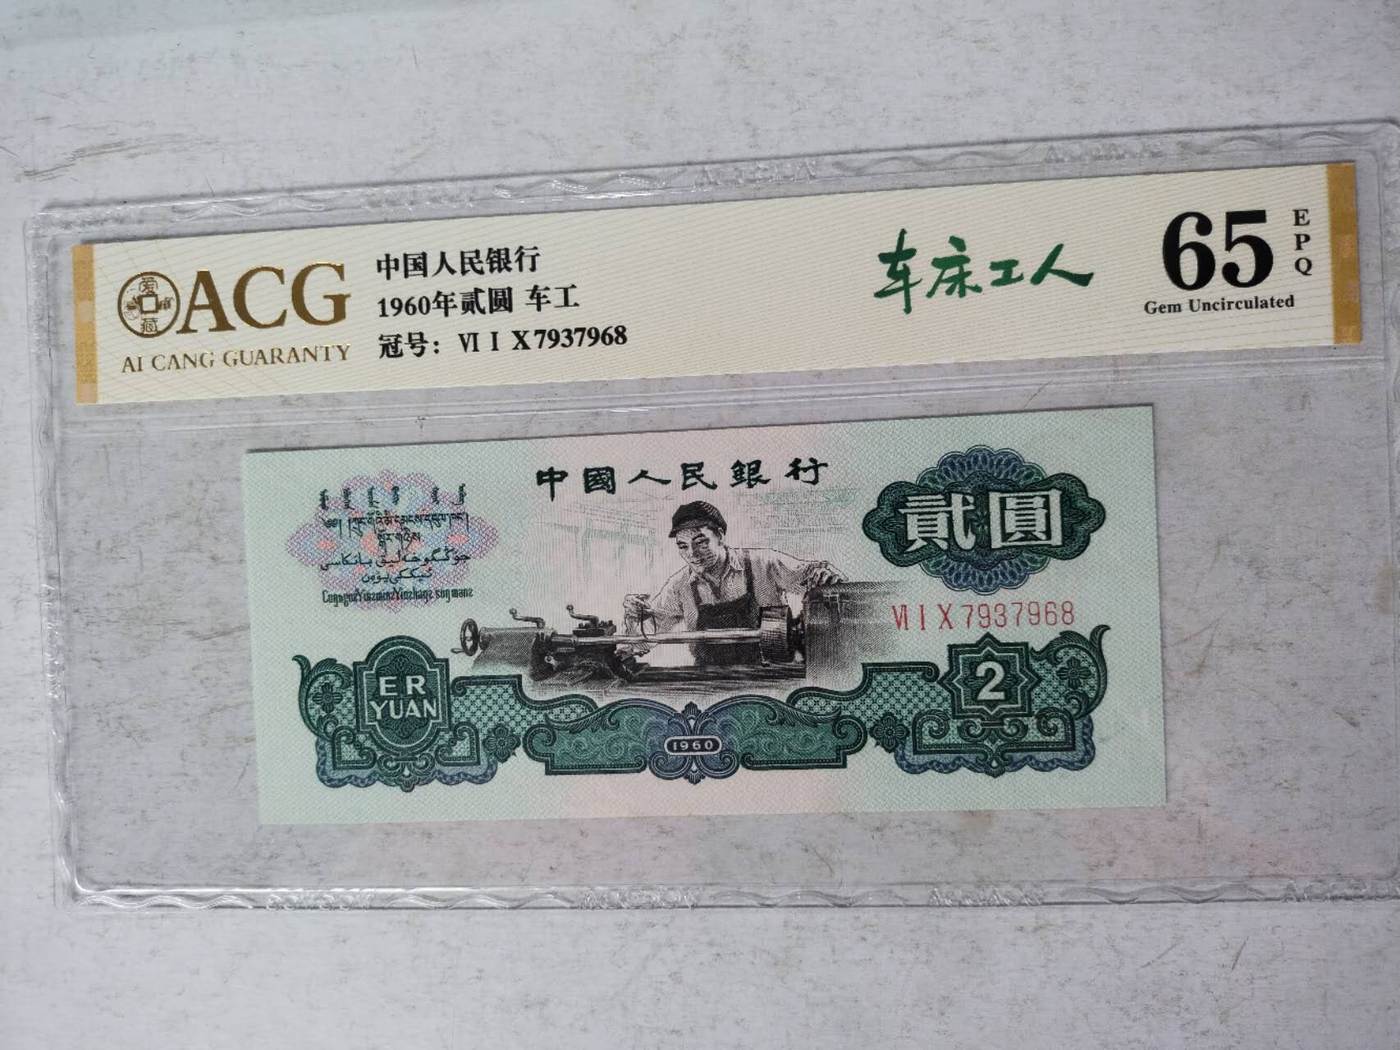 ACG
AI CANG GUARANTY
中国人民银行
1960年贰圆 车工
冠号: Ⅵ Ⅰ Ⅹ7937968
车床工人
65
EPQ
Gem Uncirculated
中國人民銀行
貳圓
ⅥⅠⅩ7937968
ER
YUAN
1960
2